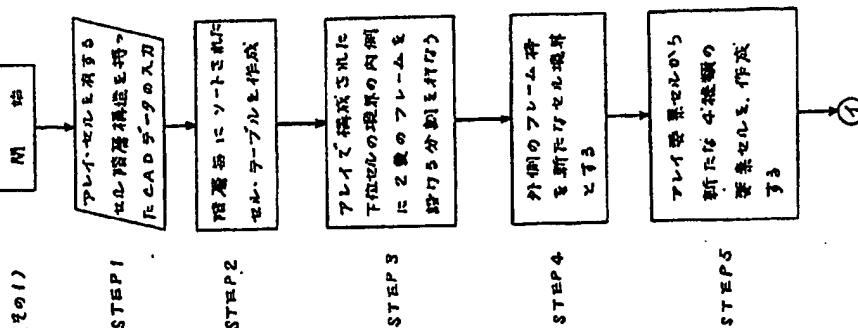 その1)
開始
STEP1
アレイ・セルを有する
セル階層構造を持っ
たCADデータの入力
STEP2
階層毎にソートされた
セル・テーブルを作成
STEP3
アレイで構成された
下位セルの境界の内側
に2重のフレームを
設ける分割を行なう
STEP4
外側のフレーム枠
を新たなセル境界
とする
STEP5
アレイ要素セルから
新たな4種類の
要素セルを、作成
する
①